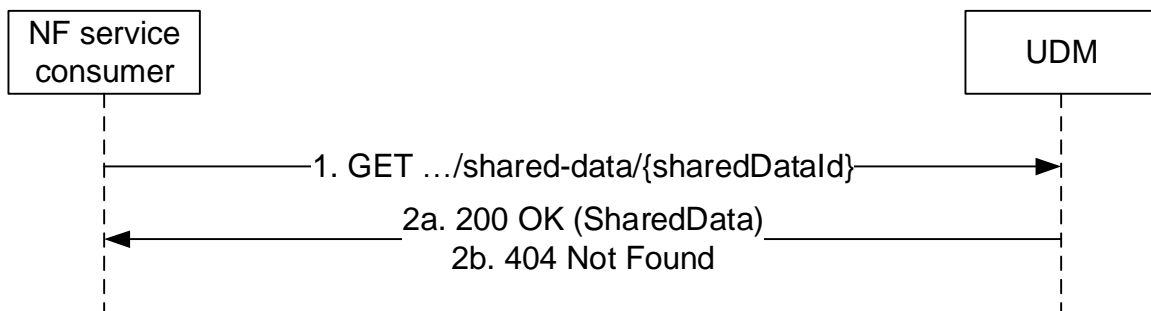 NF service
consumer
UDM
1. GET …/shared-data/{sharedDataId}
2a. 200 OK (SharedData)
2b. 404 Not Found